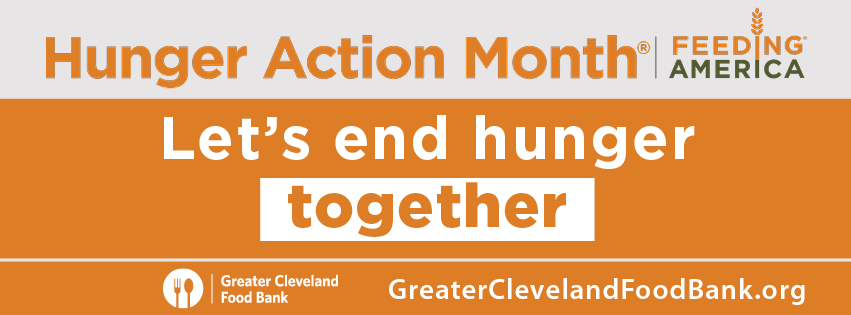 Hunger Action Month®
FEEDING®
AMERICA
Let's end hunger
together
Greater Cleveland
Food Bank
GreaterClevelandFoodBank.org